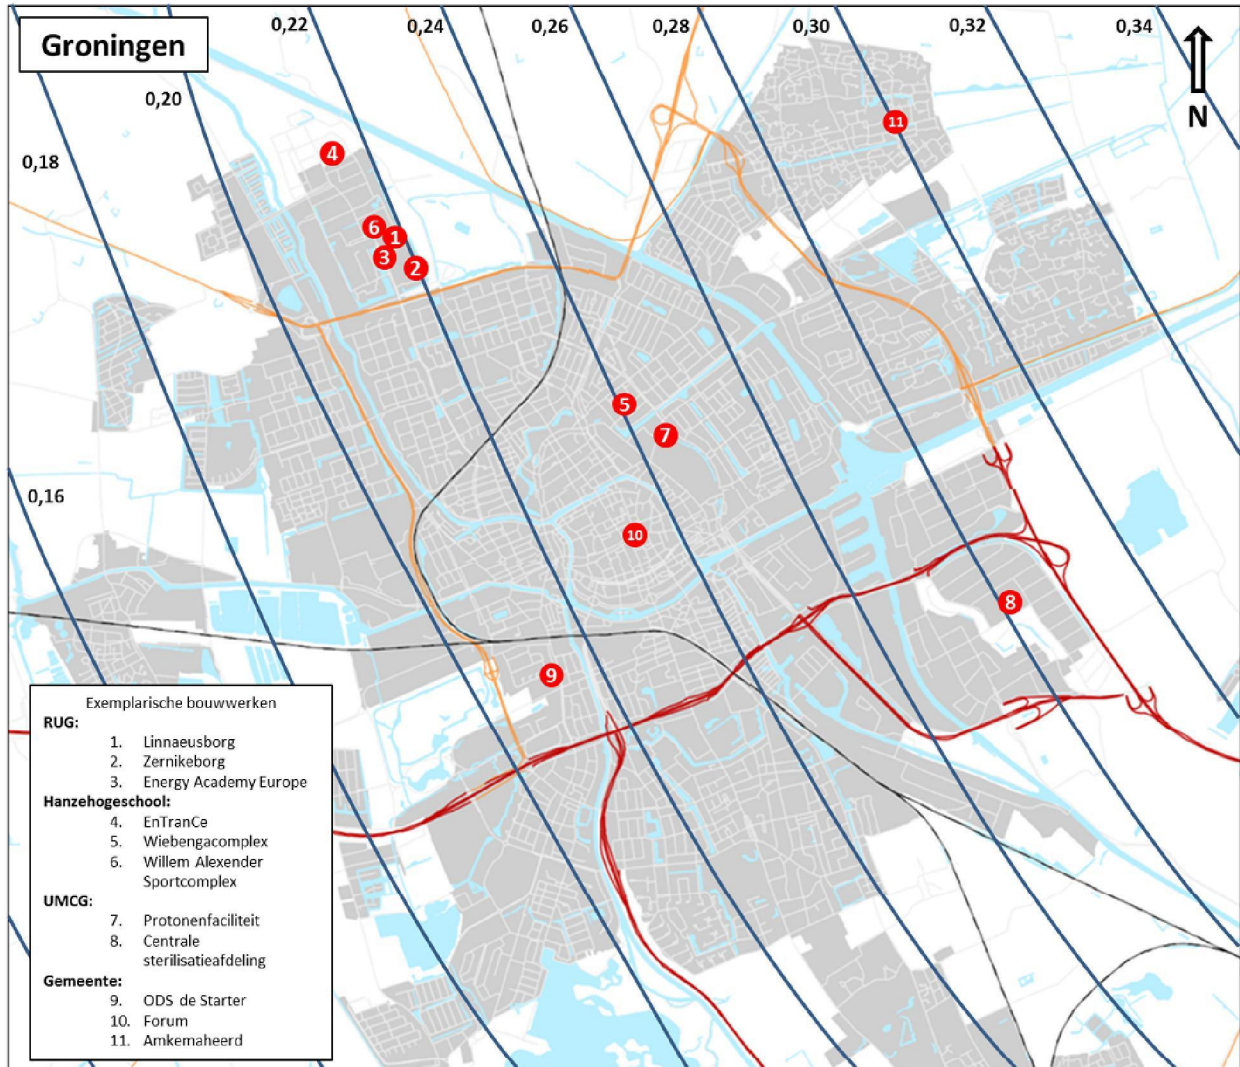 Groningen
0,22
0,24
0,26
0,28
0,30
0,32
0,34
0,20
0,18
0,16
N
4
11
6
1
3
2
5
7
10
8
9
Exemplarische bouwwerken
RUG:
1. Linnaeusborg
2. Zernikeborg
3. Energy Academy Europe
Hanzehogeschool:
4. EnTranCe
5. Wiebengacomplex
6. Willem Alexender
Sportcomplex
UMCG:
7. Protonenfaciliteit
8. Centrale
sterilisatieafdeling
Gemeente:
9. ODS de Starter
10. Forum
11. Amkemaheerd